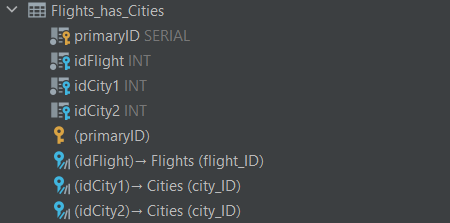 Flights_has_Cities
primaryID SERIAL
idFlight INT
idCity1 INT
idCity2 INT
(primaryID)
(idFlight)→ Flights (flight_ID)
(idCity1)→ Cities (city_ID)
(idCity2)→ Cities (city_ID)